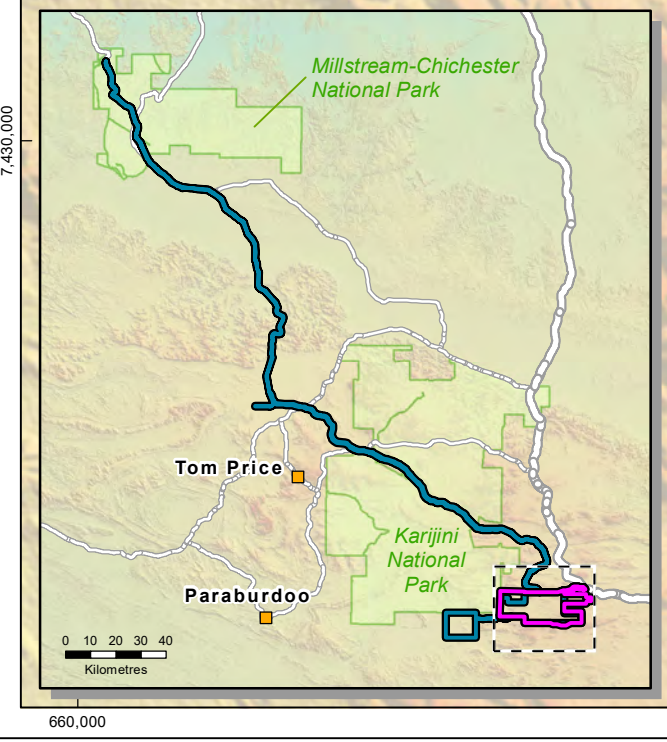 Millstream-Chichester
National Park
7,430,000
Tom Price
Karijini
National
Park
Paraburdoo
0 10 20 30 40
Kilometres
660,000